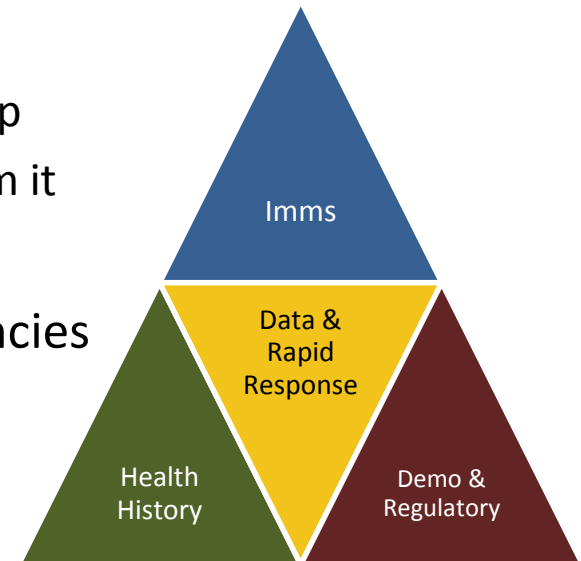 p
m it
ncies
Imms
Data &
Rapid
Response
Health
History
Demo &
Regulatory